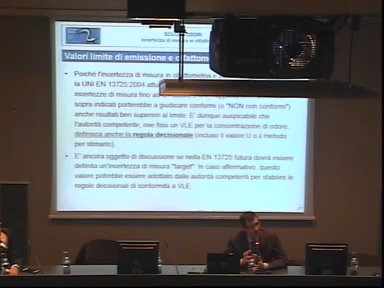 Valori limite di emissione e olfattom
Poiché l'incertezza di misura in olfattometria è
la UNI EN 13725:2004 att
incertezze di misura fino a
sopra indicati porterebbe a giudicare conformi (o "NON non conformi")
anche risultati ben superiori al limite. E' dunque auspicabile che
l'autorità competente, ove fissi un VLE per la concentrazione di odore,
definisca anche la regola decisionale (incluso il valore U o il metodo
per stimarlo).
E' ancora oggetto di discussione se nella EN 13725 futura dovrà essere
definita un'incertezza di misura "target". In caso affermativo, questo
valore potrebbe essere adottato dalle autorità competenti per stabilire le
regole decisionali di conformità a VLE.